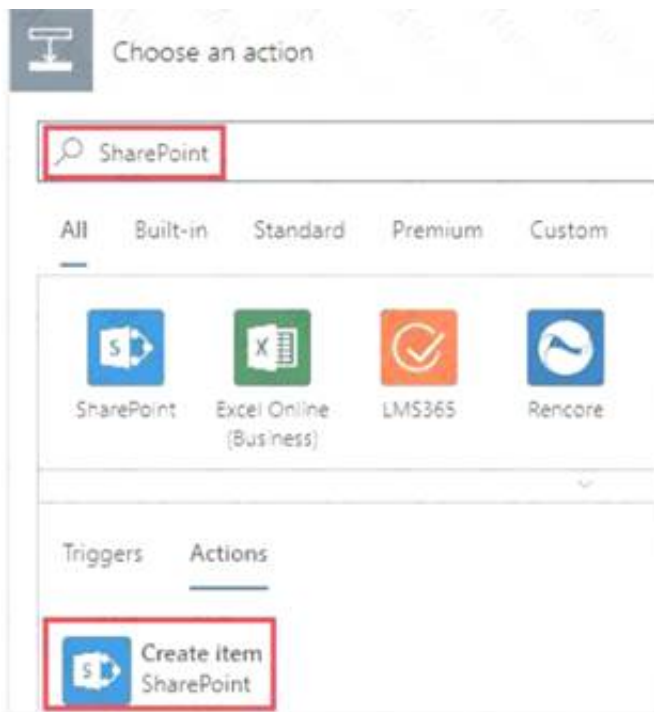 Choose an action
SharePoint
All Built-in Standard Premium Custom
SharePoint Excel Online (Business) LMS365 Rencore
Triggers Actions
Create item
SharePoint